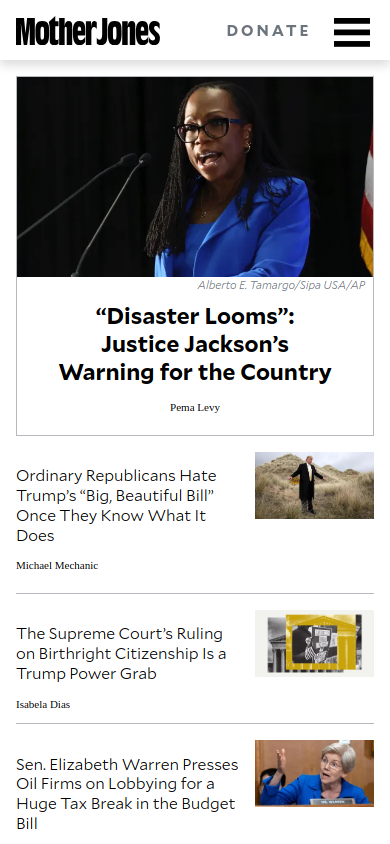 Mother Jones
DONATE
Alberto E. Tamargo/Sipa USA/AP
“Disaster Looms”:
Justice Jackson’s
Warning for the Country
Pema Levy
Ordinary Republicans Hate
Trump’s “Big, Beautiful Bill”
Once They Know What It
Does
Michael Mechanic
The Supreme Court’s Ruling
on Birthright Citizenship Is a
Trump Power Grab
Isabela Dias
Sen. Elizabeth Warren Presses
Oil Firms on Lobbying for a
Huge Tax Break in the Budget
Bill